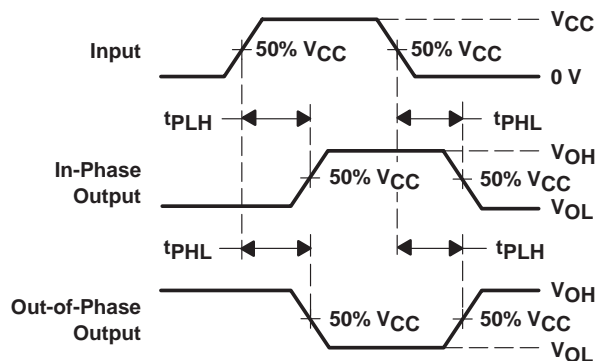 VCC
Input
50% VCC
50% VCC
0 V
tPLH
tPHL
In-Phase
Output
VOH
50% VCC
50%
VCC
VOL
tPHL
tPLH
Out-of-Phase
Output
VOH
50% VCC
50% VCC
VOL